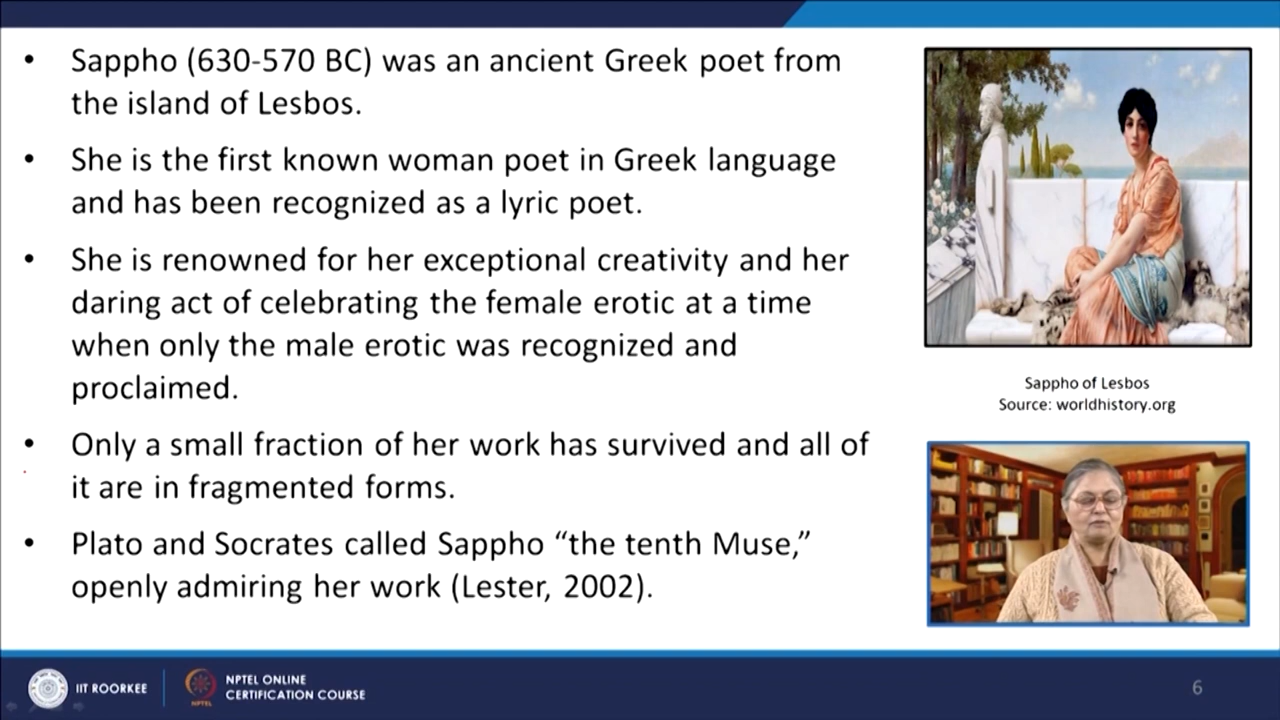 • Sappho (630-570 BC) was an ancient Greek poet from
the island of Lesbos.
• She is the first known woman poet in Greek language
and has been recognized as a lyric poet.
• She is renowned for her exceptional creativity and her
daring act of celebrating the female erotic at a time
when only the male erotic was recognized and
proclaimed.
• Only a small fraction of her work has survived and all of
it are in fragmented forms.
• Plato and Socrates called Sappho “the tenth Muse,”
openly admiring her work (Lester, 2002).
Sappho of Lesbos
Source: worldhistory.org
IIT ROORKEE
NPTEL
NPTEL ONLINE
CERTIFICATION COURSE
6